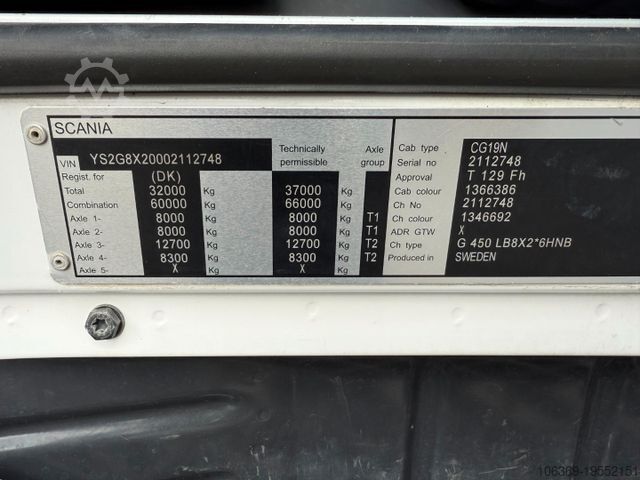 SCANIA
VIN YS2G8X20002112748 Technically permissible Axle group
Regist. for (DK)
Total 32000 Kg 37000 Kg
Combination 60000 Kg 66000 Kg
Axle 1- 8000 Kg 8000 Kg T1
Axle 2- 8000 Kg 8000 Kg T1
Axle 3- 12700 Kg 12700 Kg T2
Axle 4- 8300 Kg 8300 Kg T2
Axle 5- X Kg X Kg
Cab type CG19N
Serial no 2112748
Approval T 129 Fh
Cab colour 1366386
Ch No 2112748
Ch colour 1346692
ADR GTW X
Ch type G 450 LB8X2*6HNB
Produced in SWEDEN
106369-19552151